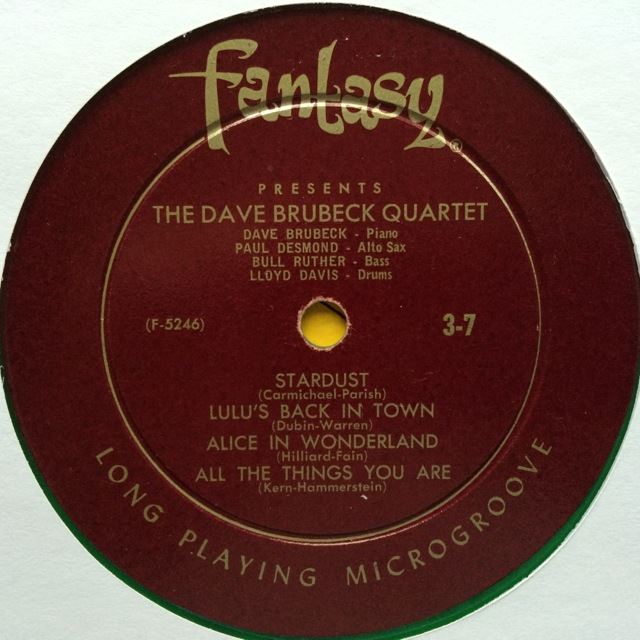 Fantasy®
PRESENTS
THE DAVE BRUBECK QUARTET
DAVE BRUBECK - Piano
PAUL DESMOND - Alto Sax
BULL RUTHER - Bass
LLOYD DAVIS - Drums
(F-5246)
3-7
STARDUST
(Carmichael-Parish)
LULU'S BACK IN TOWN
(Dubin-Warren)
ALICE IN WONDERLAND
(Hilliard-Fain)
ALL THE THINGS YOU ARE
(Kern-Hammerstein)
LONG PLAYING MICROGROOVE